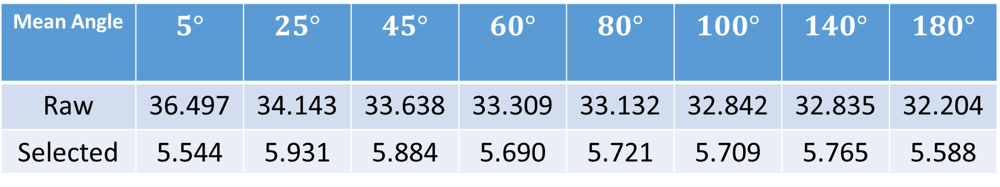 Mean Angle 5° 25° 45° 60° 80° 100° 140° 180°
Raw 36.497 34.143 33.638 33.309 33.132 32.842 32.835 32.204
Selected 5.544 5.931 5.884 5.690 5.721 5.709 5.765 5.588